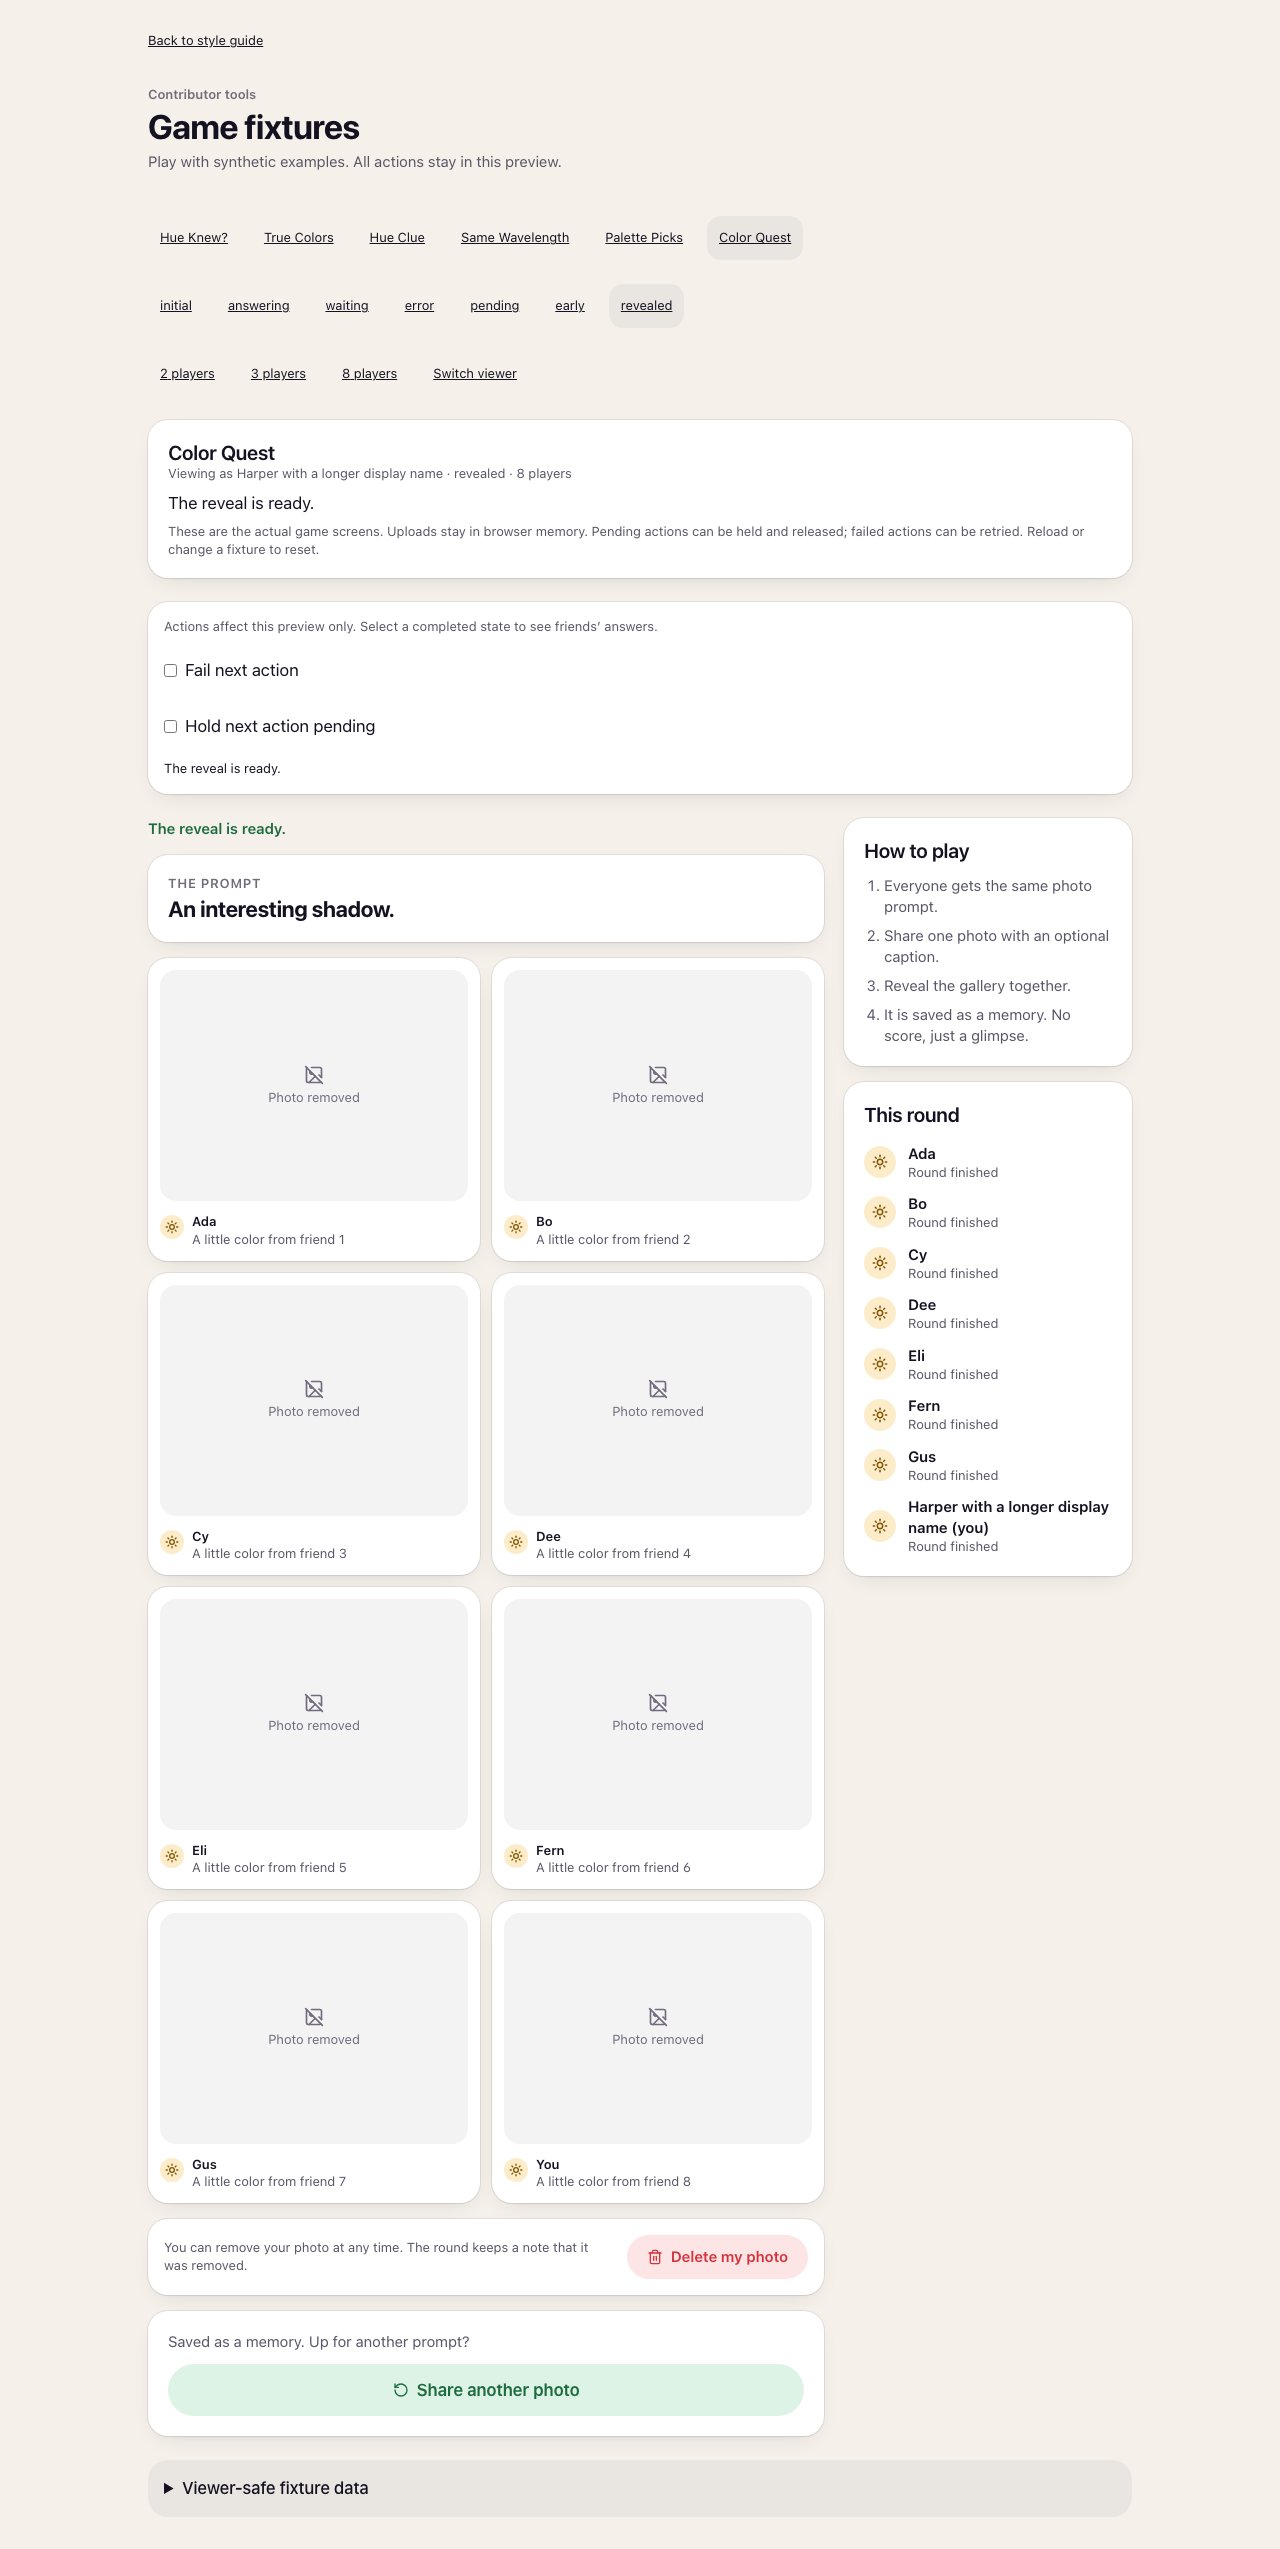 Back to style guide
Contributor tools
Game fixtures
Play with synthetic examples. All actions stay in this preview.
Hue Knew? True Colors Hue Clue Same Wavelength Palette Picks Color Quest
initial answering waiting error pending early revealed
2 players 3 players 8 players Switch viewer
Color Quest
Viewing as Harper with a longer display name · revealed · 8 players
The reveal is ready.
These are the actual game screens. Uploads stay in browser memory. Pending actions can be held and released; failed actions can be retried. Reload or
change a fixture to reset.
Actions affect this preview only. Select a completed state to see friends’ answers.
Fail next action
Hold next action pending
The reveal is ready.
The reveal is ready.
THE PROMPT
An interesting shadow.
Photo removed
Ada
A little color from friend 1
Photo removed
Bo
A little color from friend 2
Photo removed
Cy
A little color from friend 3
Photo removed
Dee
A little color from friend 4
Photo removed
Eli
A little color from friend 5
Photo removed
Fern
A little color from friend 6
Photo removed
Gus
A little color from friend 7
Photo removed
You
A little color from friend 8
You can remove your photo at any time. The round keeps a note that it
was removed.
Delete my photo
Saved as a memory. Up for another prompt?
Share another photo
How to play
1. Everyone gets the same photo
prompt.
2. Share one photo with an optional
caption.
3. Reveal the gallery together.
4. It is saved as a memory. No
score, just a glimpse.
This round
Ada
Round finished
Bo
Round finished
Cy
Round finished
Dee
Round finished
Eli
Round finished
Fern
Round finished
Gus
Round finished
Harper with a longer display
name (you)
Round finished
Viewer-safe fixture data